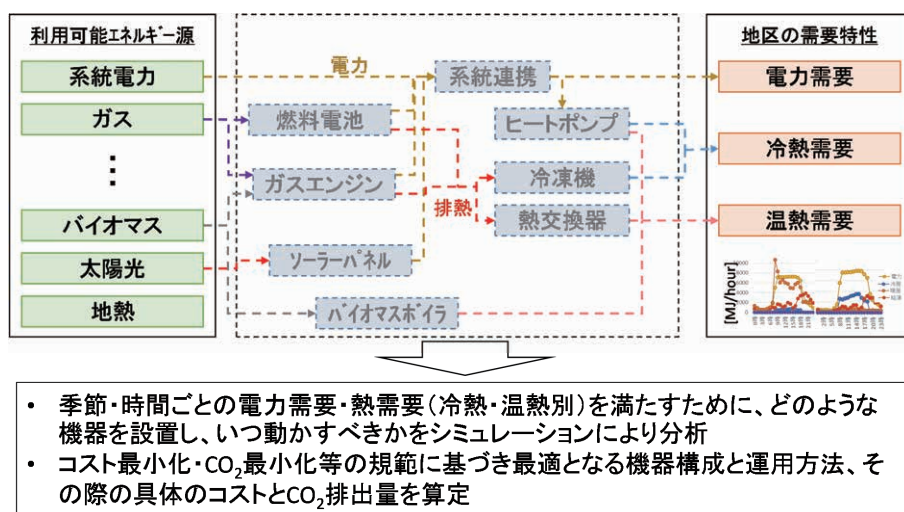 利用可能エネルギー源
系統電力
ガス
⋮
バイオマス
太陽光
地熱
電力
系統連携
燃料電池
ヒートポンプ
ガスエンジン
冷凍機
排熱
熱交換器
ソーラーパネル
バイオマスボイラ
地区の需要特性
電力需要
冷熱需要
温熱需要
[MJ/hour]
電力
• 季節・時間ごとの電力需要・熱需要(冷熱・温熱別)を満たすために、どのような
機器を設置し、いつ動かすべきかをシミュレーションにより分析
• コスト最小化・CO₂最小化等の規範に基づき最適となる機器構成と運用方法、そ
の際の具体のコストとCO₂排出量を算定